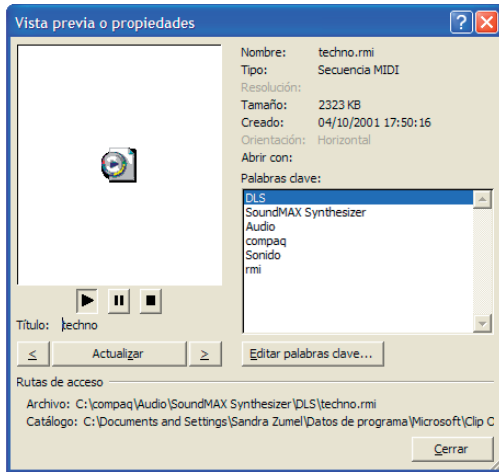 Vista previa o propiedades
Nombre: techno.rmi
Tipo: Secuencia MIDI
Resolución:
Tamaño: 2323 KB
Creado: 04/10/2001 17:50:16
Orientación: Horizontal
Abrir con:
Palabras clave:
DLS
SoundMAX Synthesizer
Audio
compaq
Sonido
rmi
Título: techno
< Actualizar >
Editar palabras clave...
Rutas de acceso
Archivo: C:\compaq\Audio\SoundMAX Synthesizer\DLS\techno.rmi
Catálogo: C:\Documents and Settings\Sandra Zumel\Datos de programa\Microsoft\Clip O
Cerrar